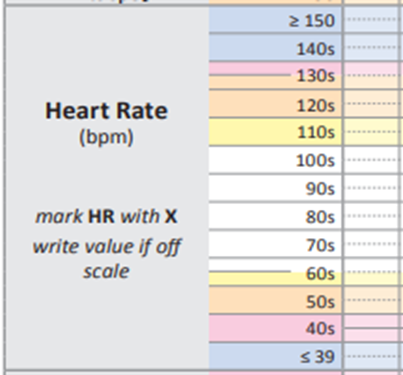 ≥ 150
140s
130s
Heart Rate
120s
(bpm)
110s
100s
90s
mark HR with X
80s
write value if off
70s
scale
60s
50s
40s
≤ 39